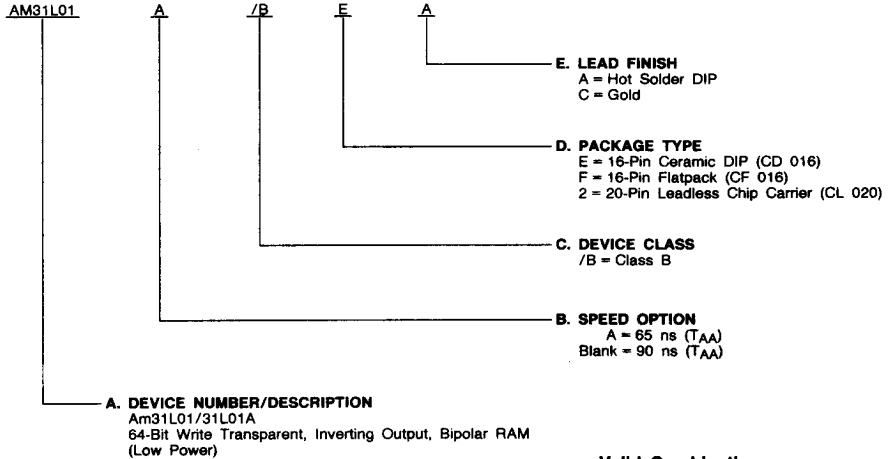 AM31L01 A /B E A
E. LEAD FINISH
A = Hot Solder DIP
C = Gold
D. PACKAGE TYPE
E = 16-Pin Ceramic DIP (CD 016)
F = 16-Pin Flatpack (CF 016)
2 = 20-Pin Leadless Chip Carrier (CL 020)
C. DEVICE CLASS
/B = Class B
B. SPEED OPTION
A = 65 ns (TAA)
Blank = 90 ns (TAA)
A. DEVICE NUMBER/DESCRIPTION
Am31L01/31L01A
64-Bit Write Transparent, Inverting Output, Bipolar RAM
(Low Power)